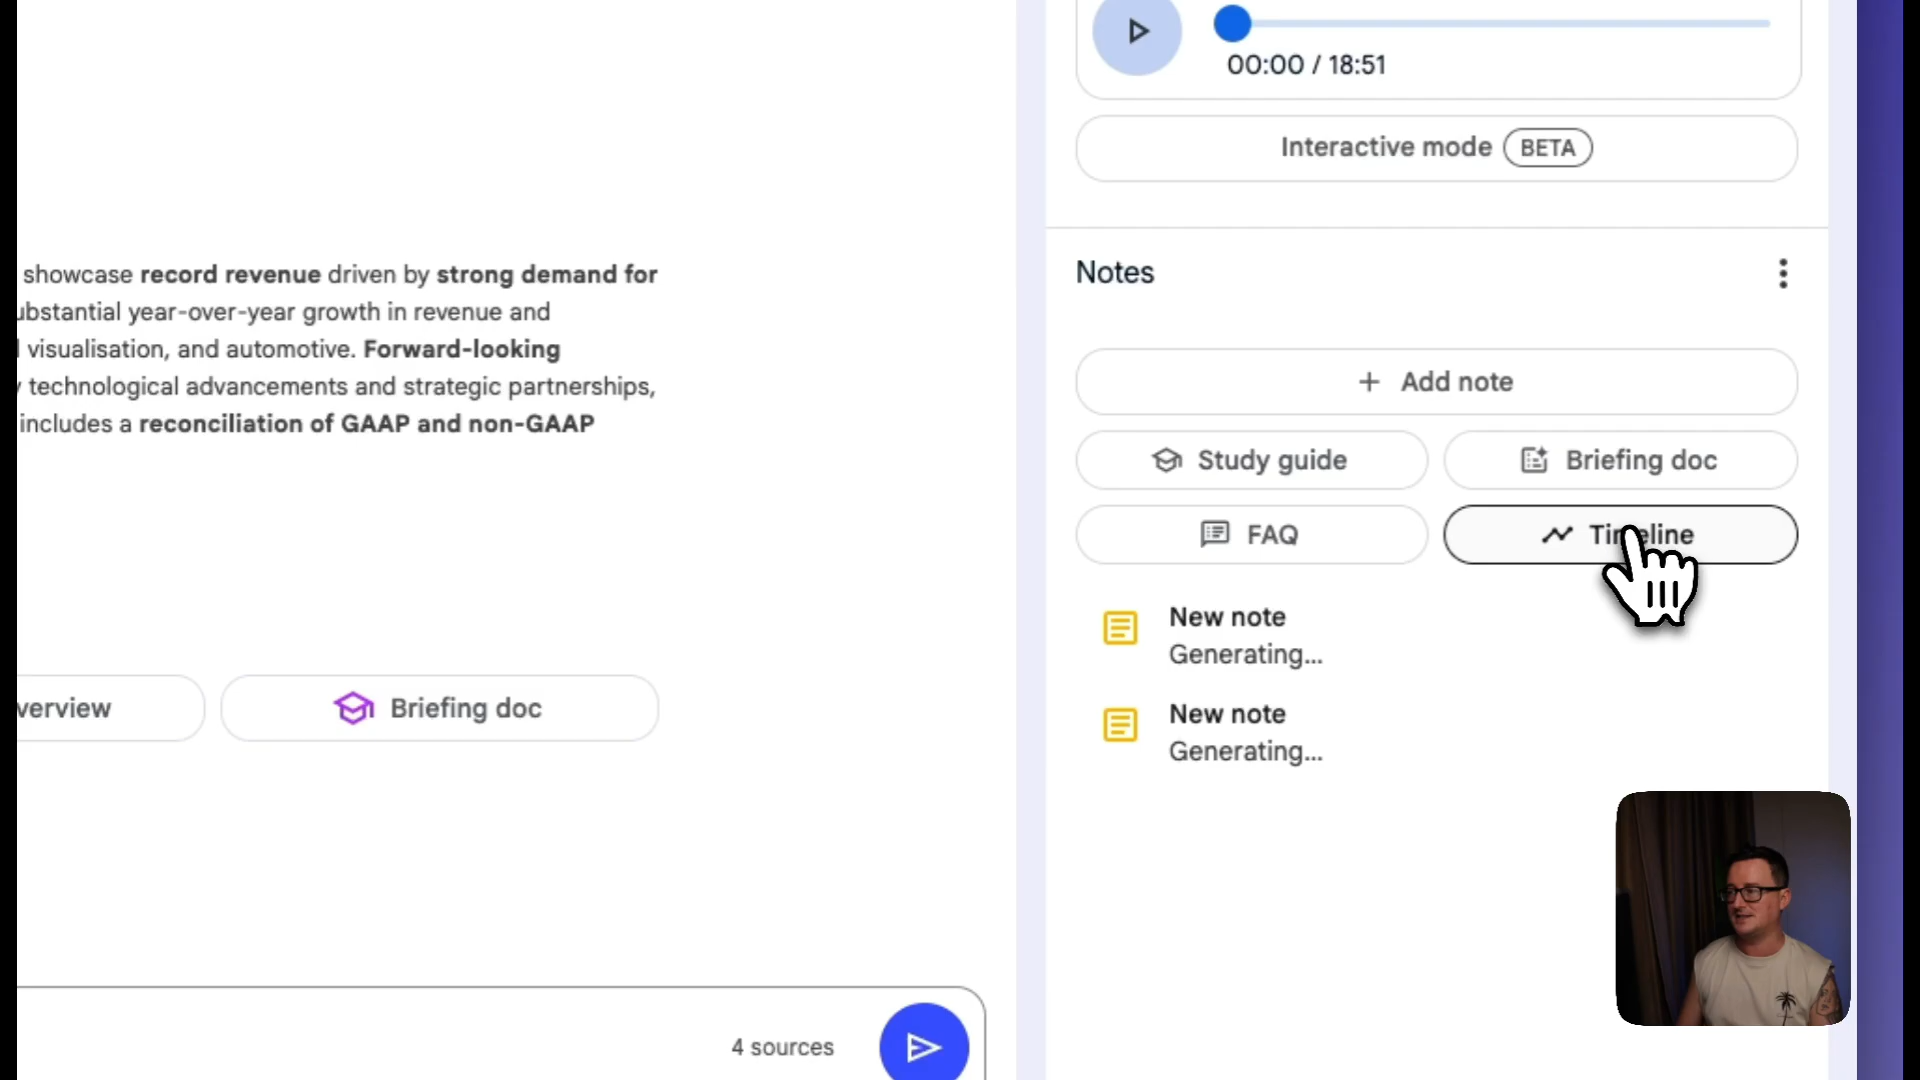 showcase record revenue driven by strong demand for
substantial year-over-year growth in revenue and
visualisation, and automotive. Forward-looking
technological advancements and strategic partnerships,
includes a reconciliation of GAAP and non-GAAP
verview
Briefing doc
4 sources
00:00 / 18:51
Interactive mode BETA
Notes
+ Add note
Study guide
Briefing doc
FAQ
Timeline
New note
Generating...
New note
Generating...